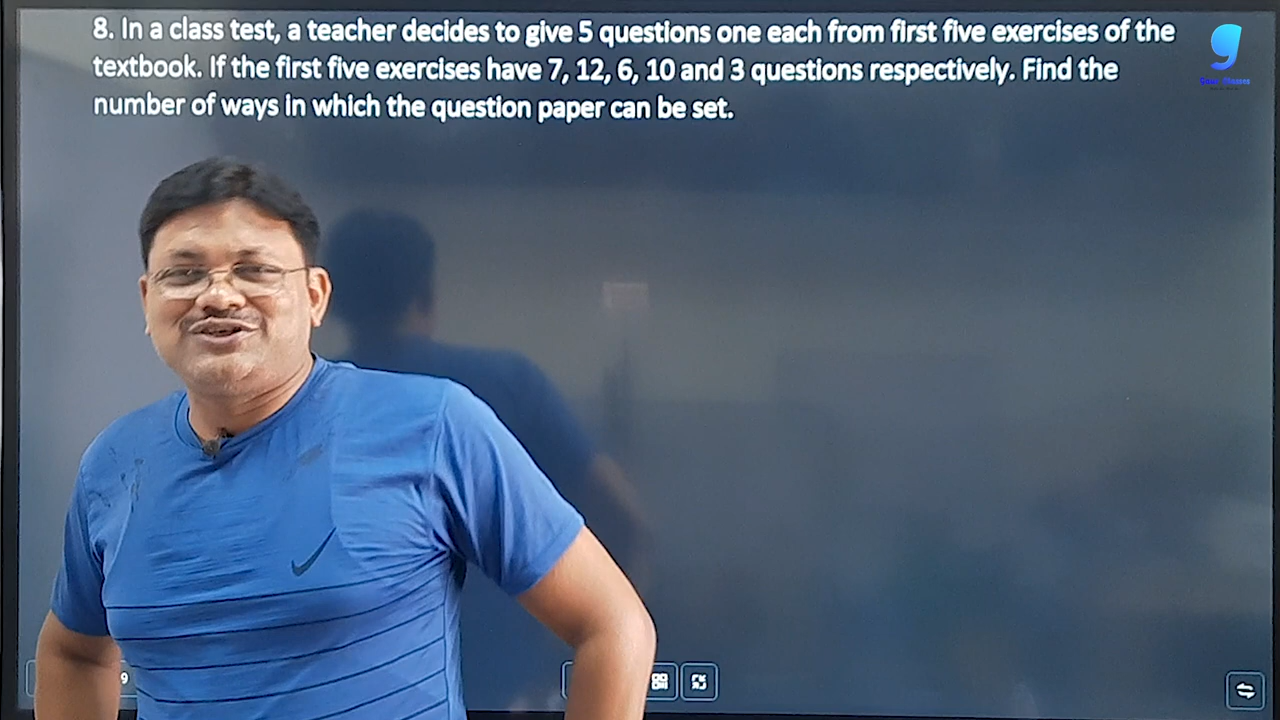 8. In a class test, a teacher decides to give 5 questions one each from first five exercises of the
textbook. If the first five exercises have 7, 12, 6, 10 and 3 questions respectively. Find the
number of ways in which the question paper can be set.
9